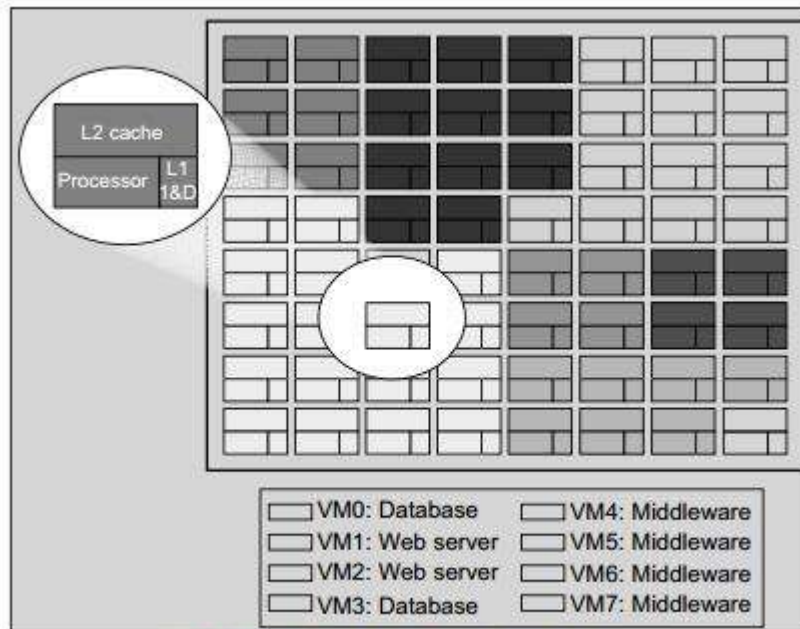 L2 cache
Processor
L1
1&D
VM0: Database
VM1: Web server
VM2: Web server
VM3: Database
VM4: Middleware
VM5: Middleware
VM6: Middleware
VM7: Middleware